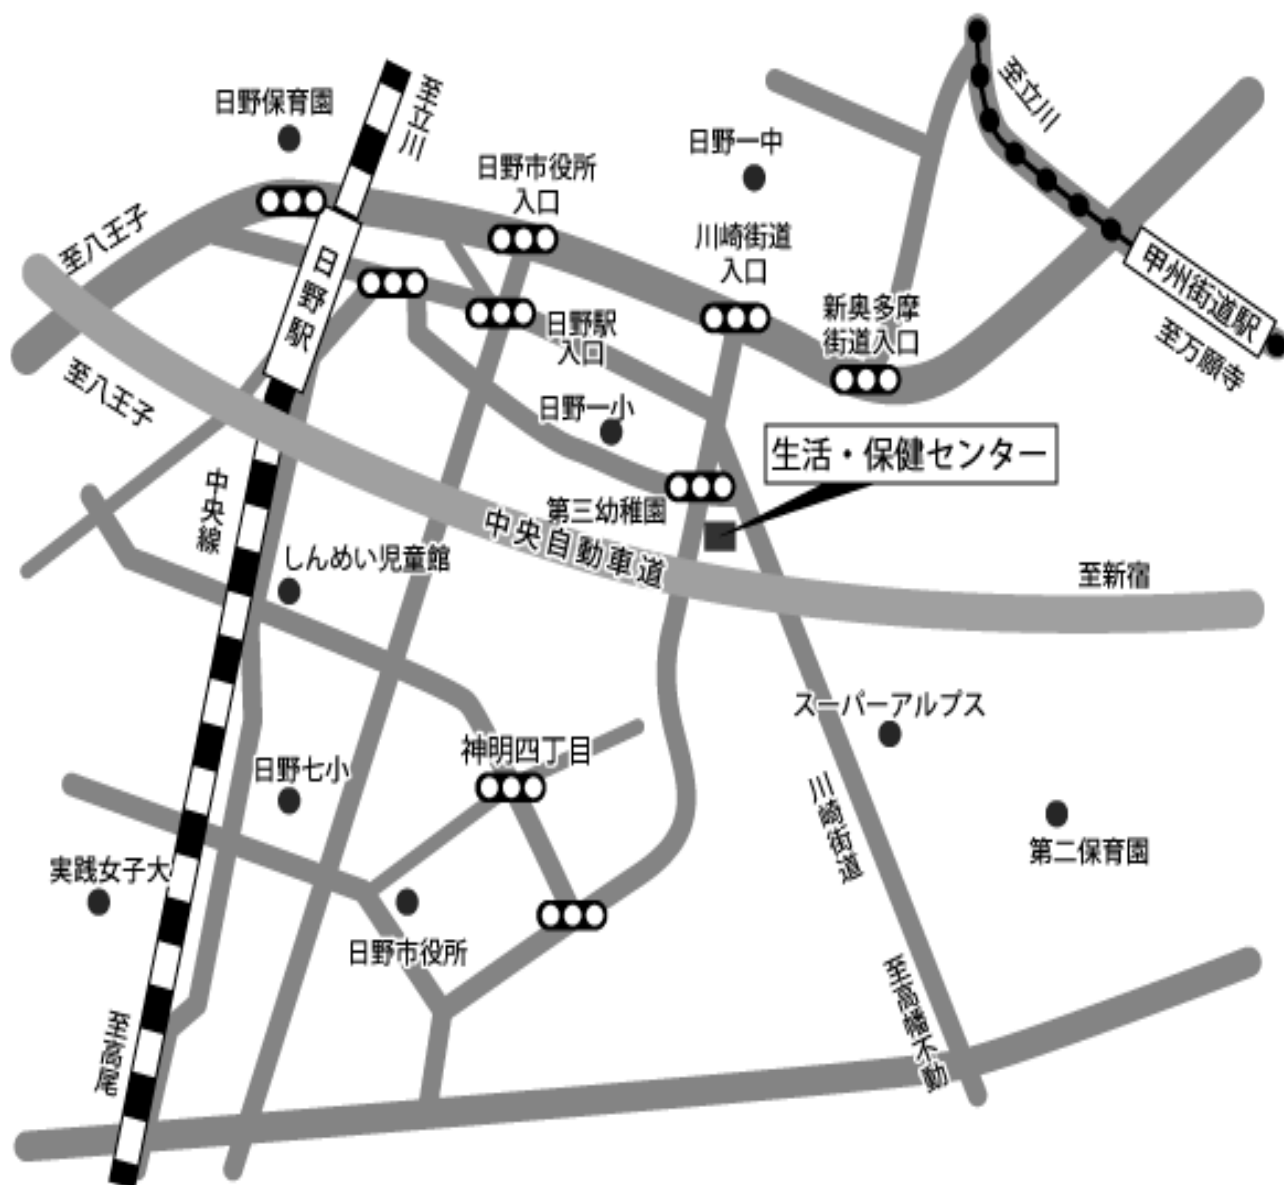 至立川
日野保育園
至立川
日野一中
日野市役所
入口
至八王子
川崎街道
入口
日野駅
甲州街道駅
新奥多摩
街道入口
日野駅
入口
至万願寺
至八王子
日野一小
生活・保健センター
中央線
第三幼稚園
中央自動車道
しんめい児童館
至新宿
スーパーアルプス
神明四丁目
日野七小
川崎街道
第二保育園
実践女子大
日野市役所
至高幡不動
至高尾